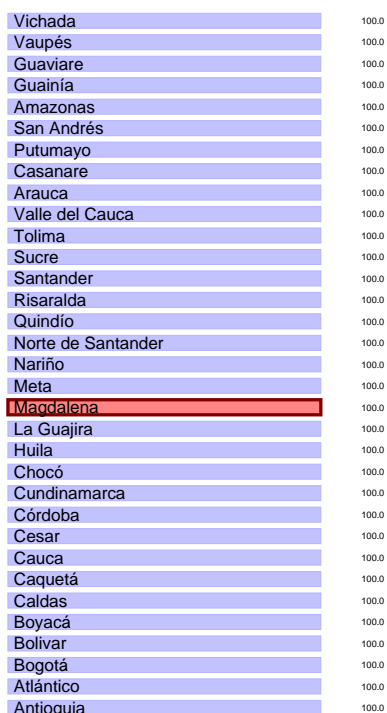 Vichada 100.0
Vaupés 100.0
Guaviare 100.0
Guainía 100.0
Amazonas 100.0
San Andrés 100.0
Putumayo 100.0
Casanare 100.0
Arauca 100.0
Valle del Cauca 100.0
Tolima 100.0
Sucre 100.0
Santander 100.0
Risaralda 100.0
Quindío 100.0
Norte de Santander 100.0
Nariño 100.0
Meta 100.0
Magdalena 100.0
La Guajira 100.0
Huila 100.0
Chocó 100.0
Cundinamarca 100.0
Córdoba 100.0
Cesar 100.0
Cauca 100.0
Caquetá 100.0
Caldas 100.0
Boyacá 100.0
Bolivar 100.0
Bogotá 100.0
Atlántico 100.0
Antioquia 100.0